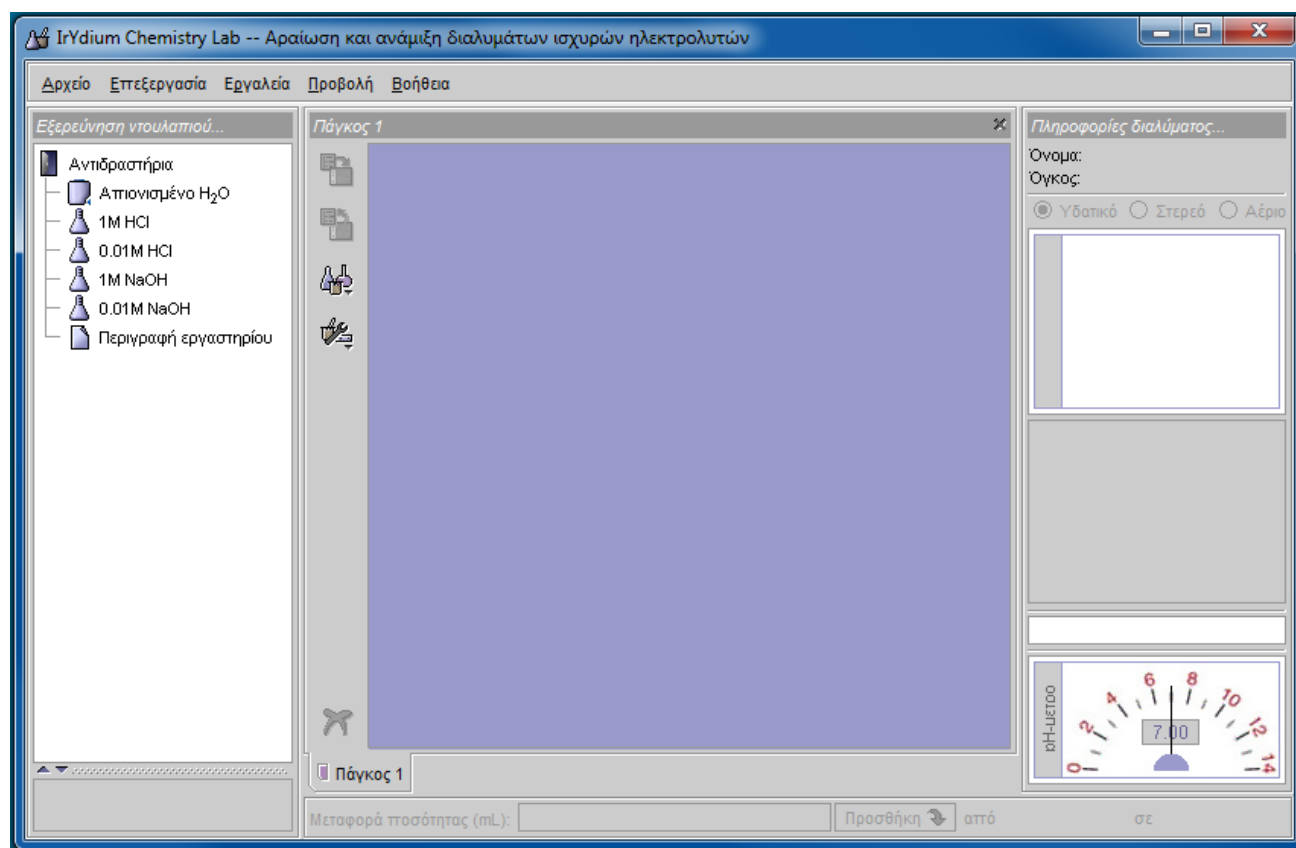 IrYdium Chemistry Lab -- Αραίωση και ανάμιξη διαλυμάτων ισχυρών ηλεκτρολυτών
Αρχείο Επεξεργασία Εργαλεία Προβολή Βοήθεια
Εξερεύνηση ντουλαπιού...
Αντιδραστήρια
Απιονισμένο H₂O
1M HCl
0.01M HCl
1M NaOH
0.01M NaOH
Περιγραφή εργαστηρίου
Πάγκος 1
Πάγκος 1
Μεταφορά ποσότητας (mL): Προσθήκη από σε
Πληροφορίες διαλύματος...
Όνομα:
Όγκος:
Υδατικό Στερεό Αέριο
pH-μετρο
0 2 4 6 8 10 12 14
7.00